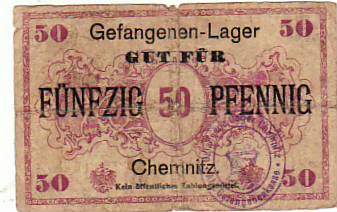 50 Gefangenen-Lager 50
GUT FÜR
FÜNFZIG 50 PFENNIG
Chemnitz.
50 Kein öffentliches Zahlungsmittel. 50